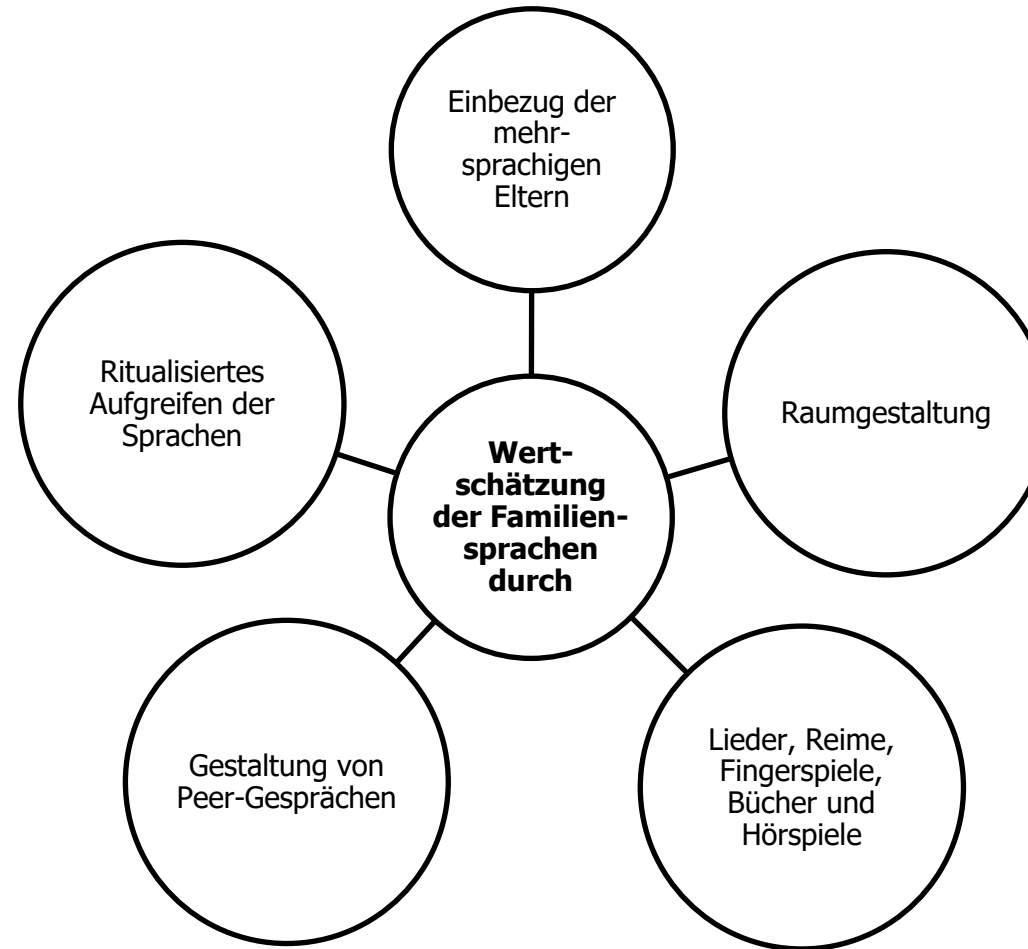 Einbezug der
mehr-
sprachigen
Eltern
Ritualisiertes
Aufgreifen der
Sprachen
Raumgestaltung
Wert-
schätzung
der Familien-
sprachen
durch
Gestaltung von
Peer-Gesprächen
Lieder, Reime,
Fingerspiele,
Bücher und
Hörspiele